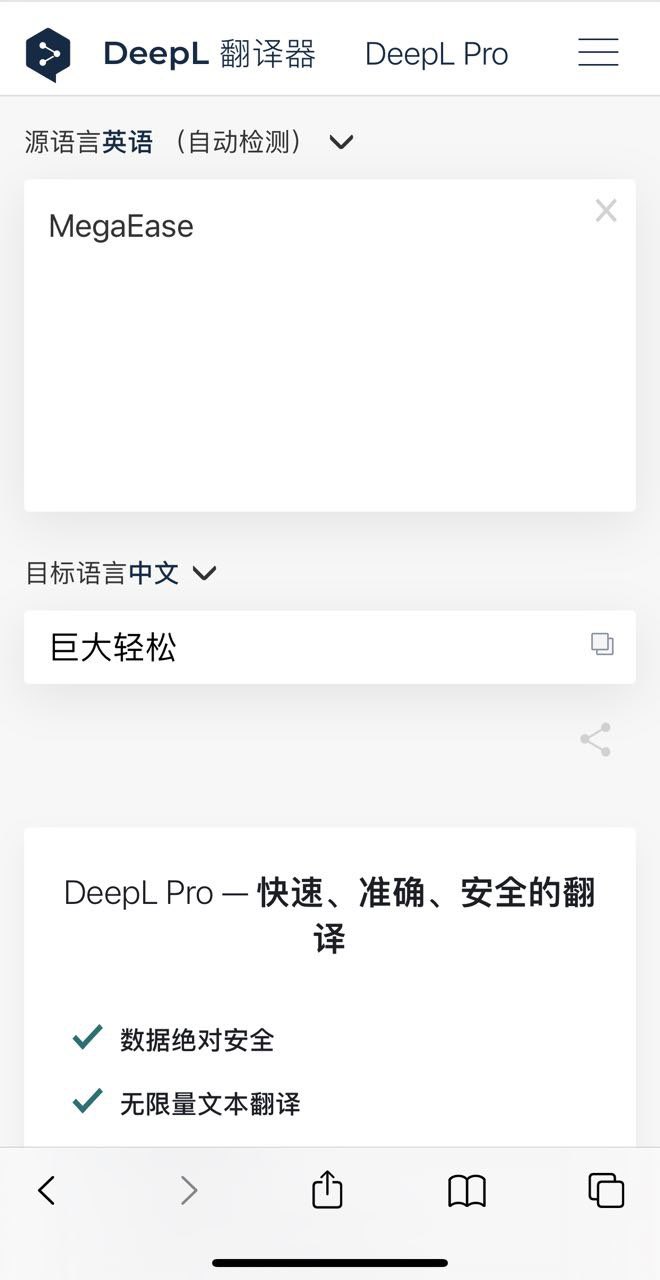 DeepL 翻译器 DeepL Pro
源语言英语 （自动检测）
MegaEase
目标语言中文
巨大轻松
DeepL Pro — 快速、准确、安全的翻
译
数据绝对安全
无限量文本翻译